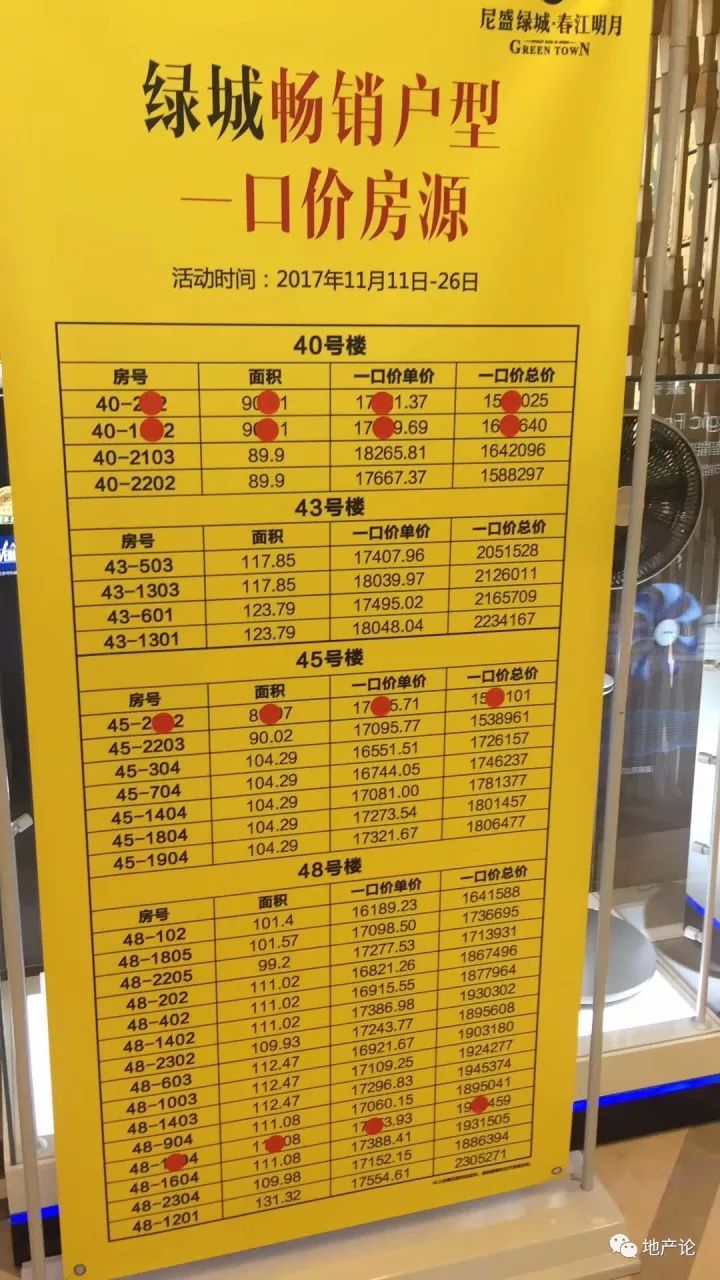 尼盛绿城·春江明月
GREEN TOWN
绿城畅销户型
一口价房源
活动时间：2017年11月11日-26日
40号楼
房号 面积 一口价单价 一口价总价
40-2103 89.9 18265.81 1642096
40-2202 89.9 17667.37 1588297
43号楼
房号 面积 一口价单价 一口价总价
43-503 117.85 17407.96 2051528
43-1303 117.85 18039.97 2126011
43-601 123.79 17495.02 2165709
43-1301 123.79 18048.04 2234167
45号楼
房号 面积 一口价单价 一口价总价
45-2203 90.02 17095.77 1538961
45-304 104.29 16551.51 1726157
45-704 104.29 16744.05 1746237
45-1404 104.29 17081.00 1781377
45-1804 104.29 17273.54 1801457
45-1904 104.29 17321.67 1806477
48号楼
房号 面积 一口价单价 一口价总价
48-102 101.4 16189.23 1641588
48-1805 101.57 17098.50 1736695
48-2205 99.2 17277.53 1713931
48-202 111.02 16821.26 1867496
48-402 111.02 16915.55 1877964
48-1402 111.02 17386.98 1930302
48-2302 109.93 17243.77 1895608
48-603 112.47 16921.67 1903180
48-1003 112.47 17109.25 1924277
48-1403 112.47 17296.83 1945374
48-904 111.08 17060.15 1895041
48-1604 111.08 17388.41 1931505
48-2304 109.98 17152.15 1886394
48-1201 131.32 17554.61 2305271
地产论